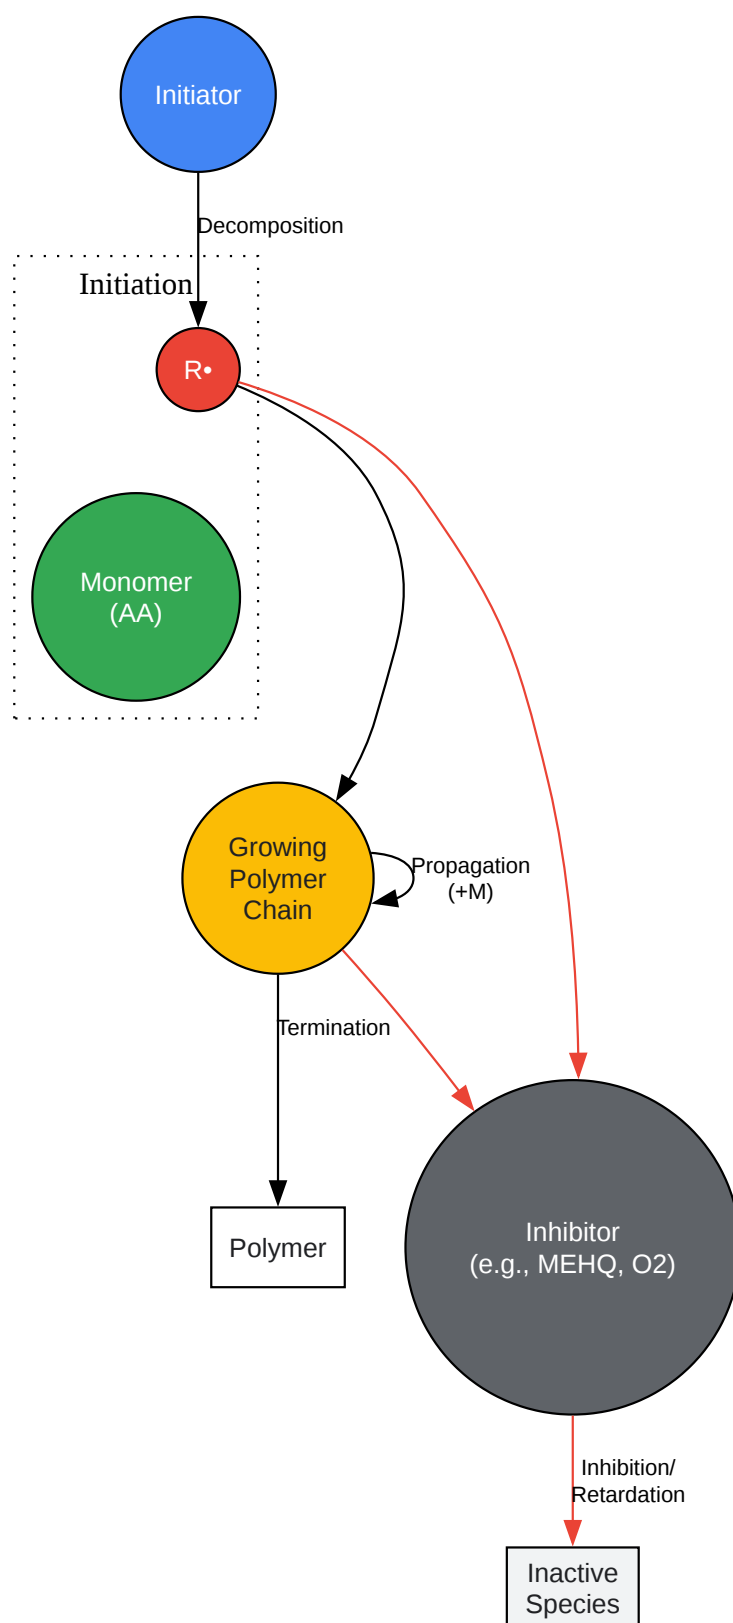 Initiator
Decomposition
Initiation
R•
Monomer
(AA)
Growing
Polymer
Chain
Propagation
(+M)
Termination
Polymer
Inhibitor
(e.g., MEHQ, O2)
Inhibition/
Retardation
Inactive
Species